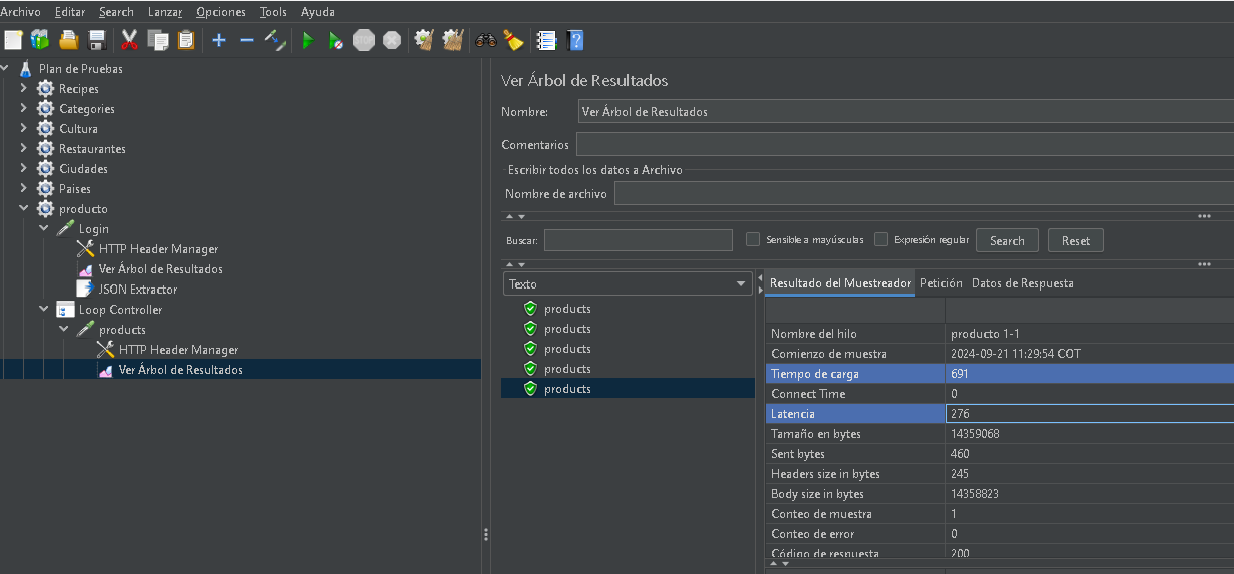 Archivo Editar Search Lanzar Opciones Tools Ayuda
Plan de Pruebas
Recipes
Categories
Cultura
Restaurantes
Ciudades
Paises
producto
Login
HTTP Header Manager
Ver Árbol de Resultados
JSON Extractor
Loop Controller
products
HTTP Header Manager
Ver Árbol de Resultados
Ver Árbol de Resultados
Nombre: Ver Árbol de Resultados
Comentarios
Escribir todos los datos a Archivo
Nombre de archivo
Buscar: Sensible a mayúsculas Expresión regular Search Reset
Texto
products
products
products
products
products
Resultado del Muestreador Petición Datos de Respuesta
Nombre del hilo producto 1-1
Comienzo de muestra 2024-09-21 11:29:54 COT
Tiempo de carga 691
Connect Time 0
Latencia 276
Tamaño en bytes 14359068
Sent bytes 460
Headers size in bytes 245
Body size in bytes 14358823
Conteo de muestra 1
Conteo de error 0
Código de respuesta 200